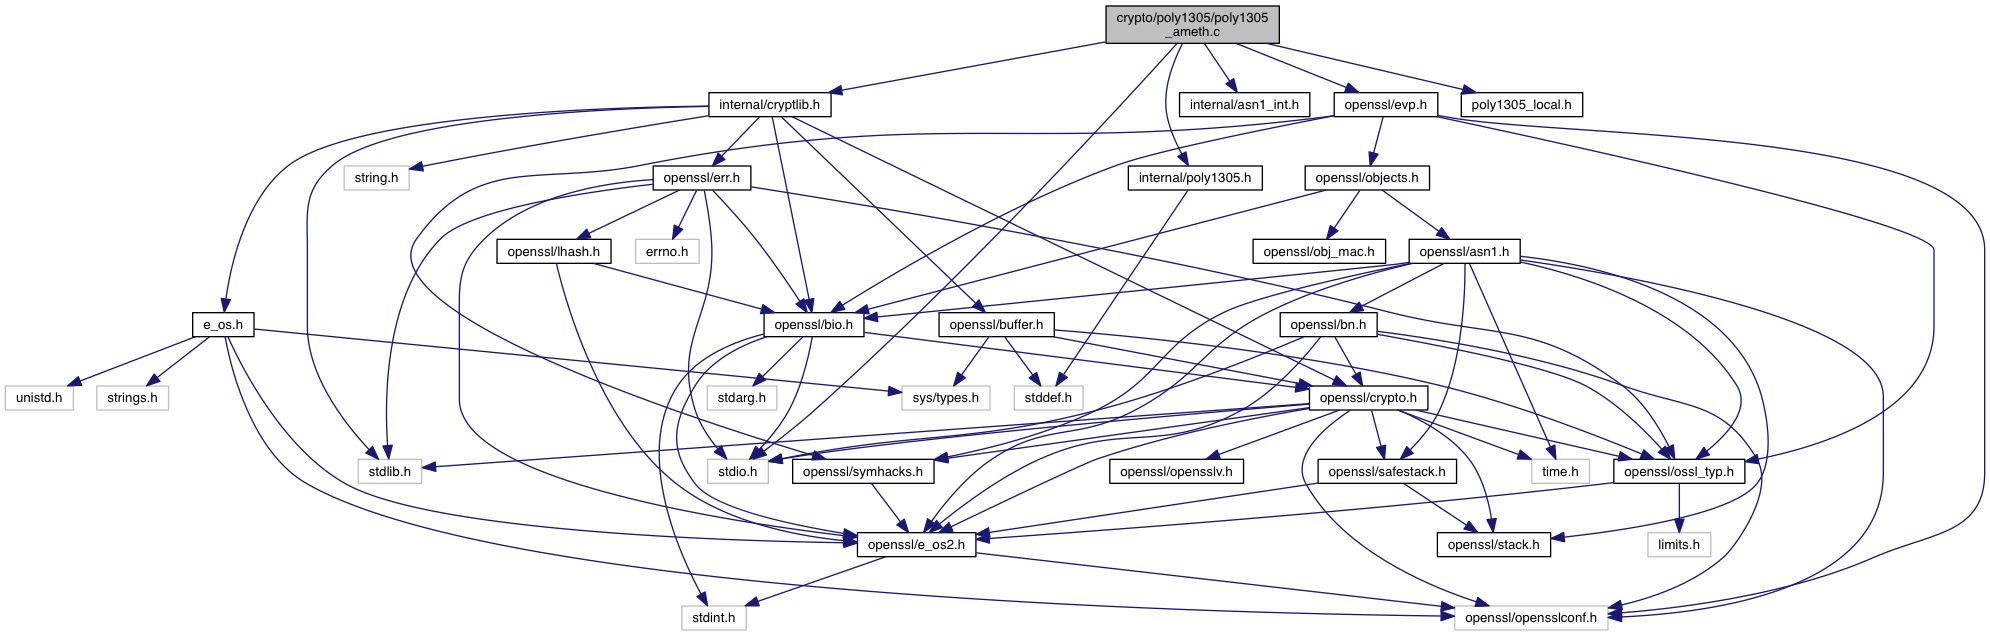 crypto/poly1305/poly1305
_ameth.c
internal/cryptlib.h
internal/asn1_int.h
openssl/evp.h
poly1305_local.h
string.h
openssl/err.h
internal/poly1305.h
openssl/objects.h
openssl/lhash.h
errno.h
openssl/obj_mac.h
openssl/asn1.h
e_os.h
openssl/bio.h
openssl/buffer.h
openssl/bn.h
unistd.h
strings.h
stdarg.h
sys/types.h
stddef.h
openssl/crypto.h
stdlib.h
stdio.h
openssl/symhacks.h
openssl/opensslv.h
openssl/safestack.h
time.h
openssl/ossl_typ.h
openssl/e_os2.h
openssl/stack.h
limits.h
stdint.h
openssl/opensslconf.h